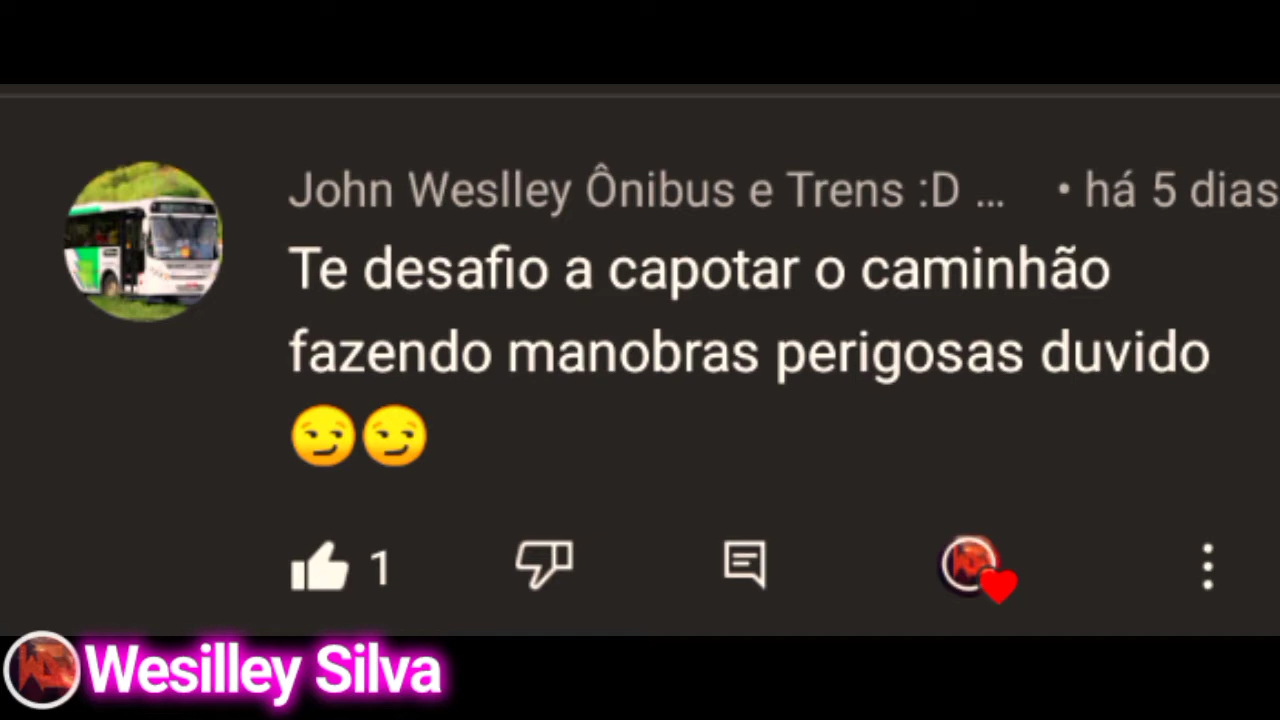 John Weslley Ônibus e Trens :D ... • há 5 dias
Te desafio a capotar o caminhão
fazendo manobras perigosas duvido
😏😏
1
Wesilley Silva